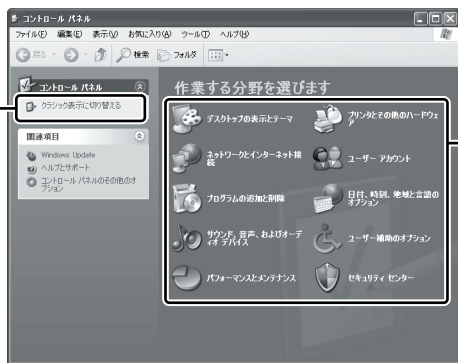 コントロール パネル
ファイル(F) 編集(E) 表示(V) お気に入り(A) ツール(T) ヘルプ(H)
戻る 検索 フォルダ
コントロール パネル
クラシック表示に切り替える
関連項目
Windows Update
ヘルプとサポート
コントロール パネルのその他のオ
プション
作業する分野を選びます
デスクトップの表示とテーマ
プリンタとその他のハードウェ
ア
ネットワークとインターネット接
続
ユーザー アカウント
プログラムの追加と削除
日付、時刻、地域と言語の
オプション
サウンド、音声、およびオーデ
ィオ デバイス
ユーザー補助のオプション
パフォーマンスとメンテナンス
セキュリティ センター